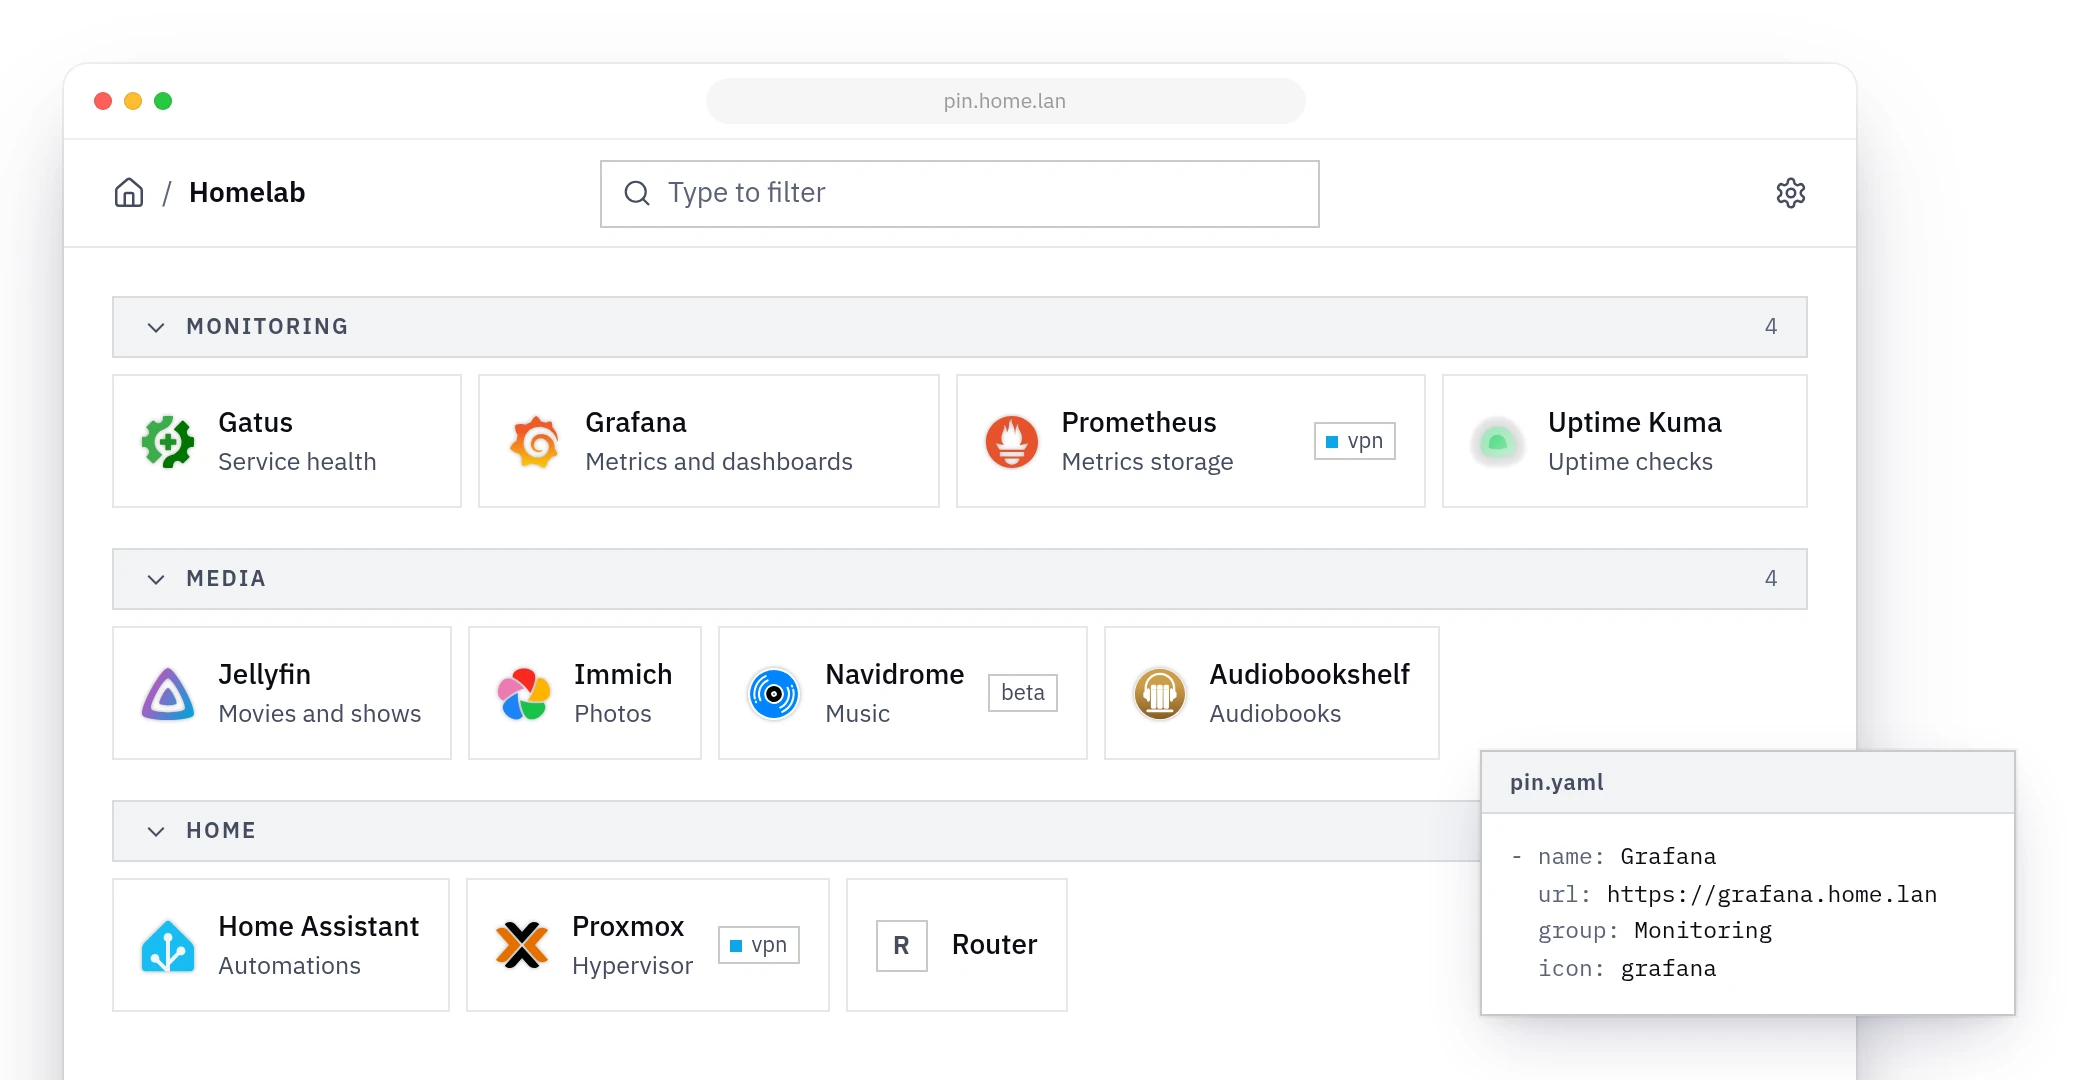 pin.home.lan
/ Homelab
Type to filter
MONITORING 4
Gatus
Service health
Grafana
Metrics and dashboards
Prometheus
Metrics storage
vpn
Uptime Kuma
Uptime checks
MEDIA 4
Jellyfin
Movies and shows
Immich
Photos
Navidrome
Music
beta
Audiobookshelf
Audiobooks
HOME
Home Assistant
Automations
Proxmox
Hypervisor
vpn
R Router
pin.yaml
- name: Grafana
url: https://grafana.home.lan
group: Monitoring
icon: grafana